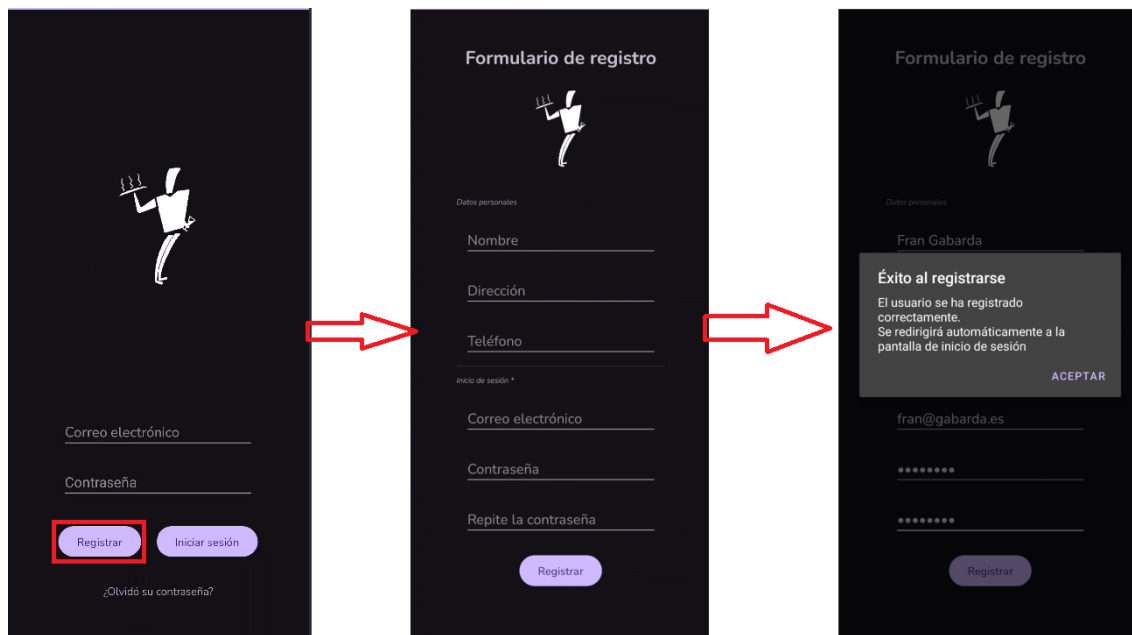 Correo electrónico
Contraseña
Registrar
Iniciar sesión
¿Olvidó su contraseña?
Formulario de registro
Datos personales
Nombre
Dirección
Teléfono
Inicio de sesión *
Correo electrónico
Contraseña
Repite la contraseña
Registrar
Formulario de registro
Datos personales
Fran Gabarda
Éxito al registrarse
El usuario se ha registrado
correctamente.
Se redirigirá automáticamente a la
pantalla de inicio de sesión
ACEPTAR
fran@gabarda.es
••••••••
••••••••
Registrar